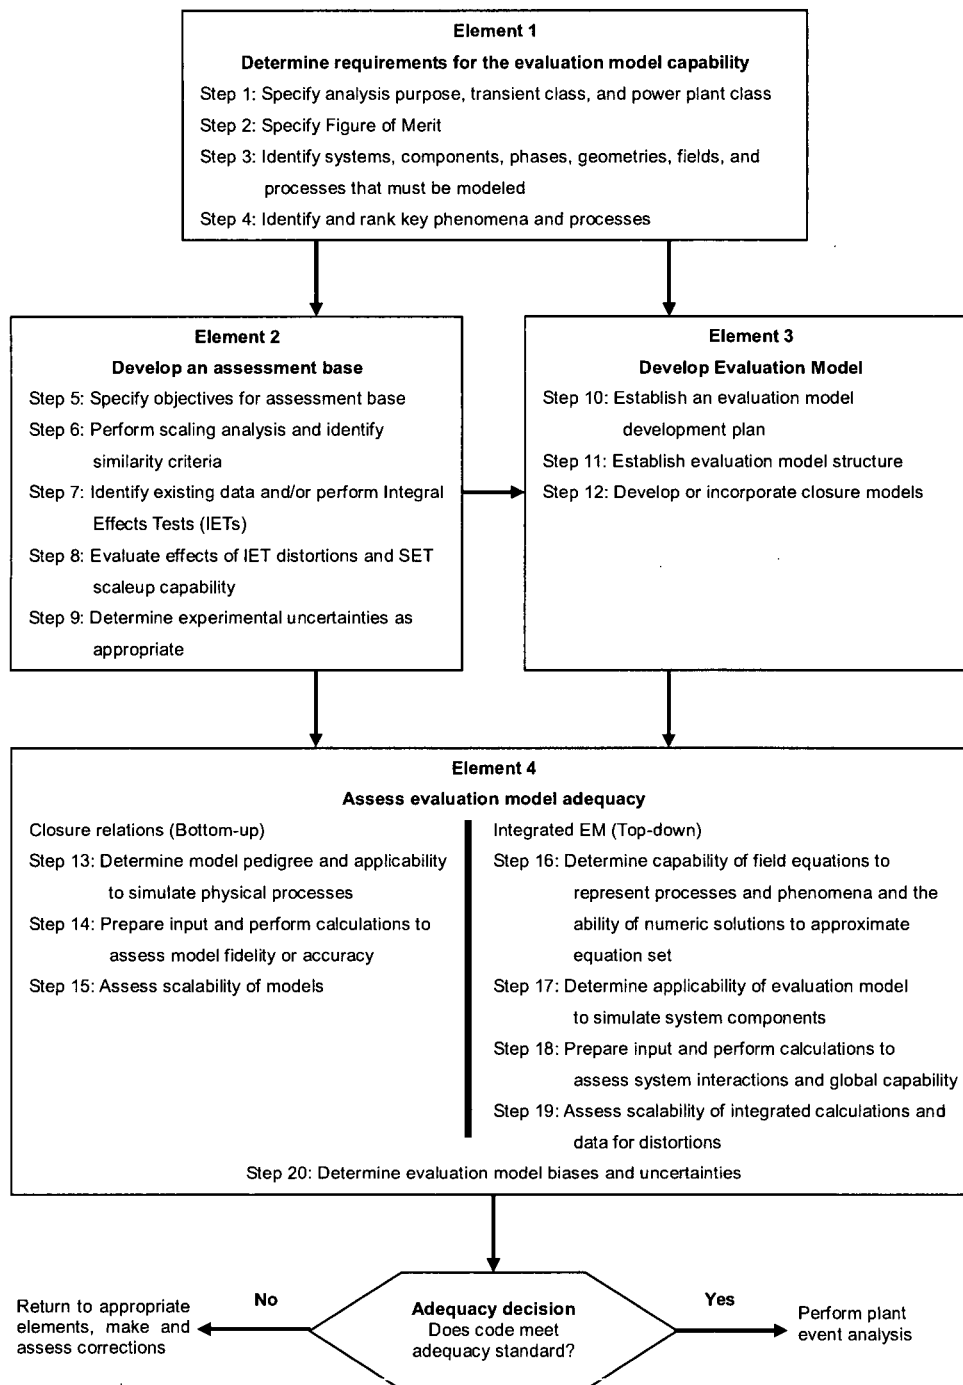 Element 1
Determine requirements for the evaluation model capability
Step 1: Specify analysis purpose, transient class, and power plant class
Step 2: Specify Figure of Merit
Step 3: Identify systems, components, phases, geometries, fields, and
processes that must be modeled
Step 4: Identify and rank key phenomena and processes
Element 2
Develop an assessment base
Step 5: Specify objectives for assessment base
Step 6: Perform scaling analysis and identify
similarity criteria
Step 7: Identify existing data and/or perform Integral
Effects Tests (IETs)
Step 8: Evaluate effects of IET distortions and SET
scaleup capability
Step 9: Determine experimental uncertainties as
appropriate
Element 3
Develop Evaluation Model
Step 10: Establish an evaluation model
development plan
Step 11: Establish evaluation model structure
Step 12: Develop or incorporate closure models
Element 4
Assess evaluation model adequacy
Closure relations (Bottom-up)
Step 13: Determine model pedigree and applicability
to simulate physical processes
Step 14: Prepare input and perform calculations to
assess model fidelity or accuracy
Step 15: Assess scalability of models
Integrated EM (Top-down)
Step 16: Determine capability of field equations to
represent processes and phenomena and the
ability of numeric solutions to approximate
equation set
Step 17: Determine applicability of evaluation model
to simulate system components
Step 18: Prepare input and perform calculations to
assess system interactions and global capability
Step 19: Assess scalability of integrated calculations and
data for distortions
Step 20: Determine evaluation model biases and uncertainties
Adequacy decision
Does code meet
adequacy standard?
No
Return to appropriate
elements, make and
assess corrections
Yes
Perform plant
event analysis